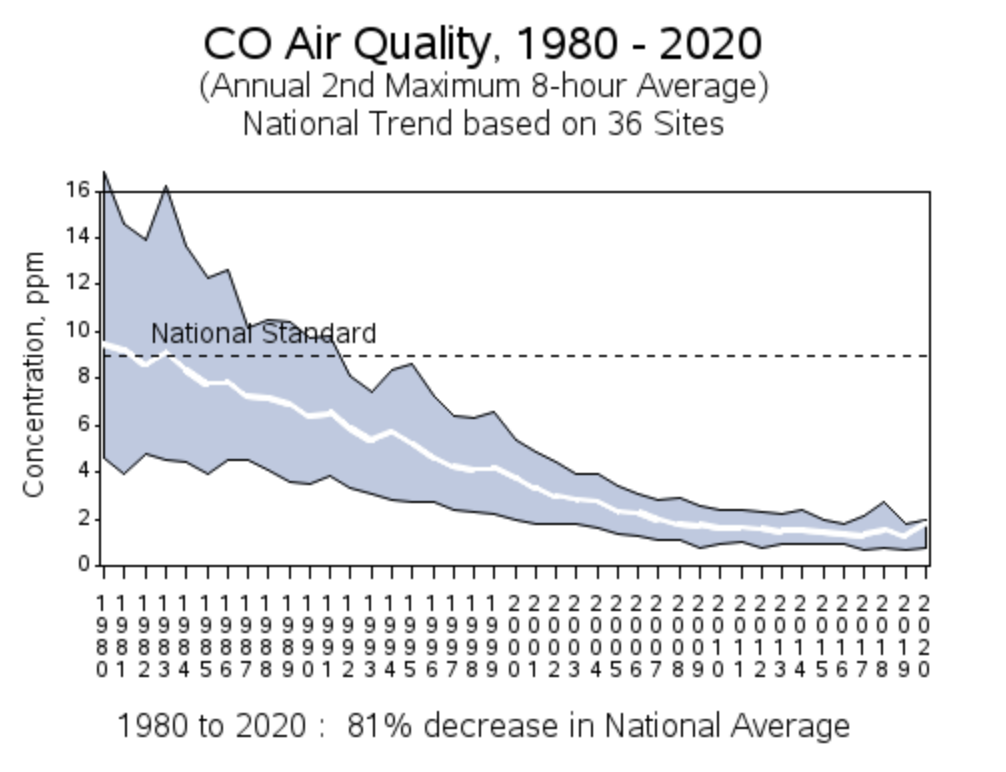 CO Air Quality, 1980 - 2020
(Annual 2nd Maximum 8-hour Average)
National Trend based on 36 Sites
Concentration, ppm
16
14
12
10
8
6
4
2
0
National Standard
1980 1981 1982 1983 1984 1985 1986 1987 1988 1989 1990 1991 1992 1993 1994 1995 1996 1997 1998 1999 2000 2001 2002 2003 2004 2005 2006 2007 2008 2009 2010 2011 2012 2013 2014 2015 2016 2017 2018 2019 2020
1980 to 2020 : 81% decrease in National Average